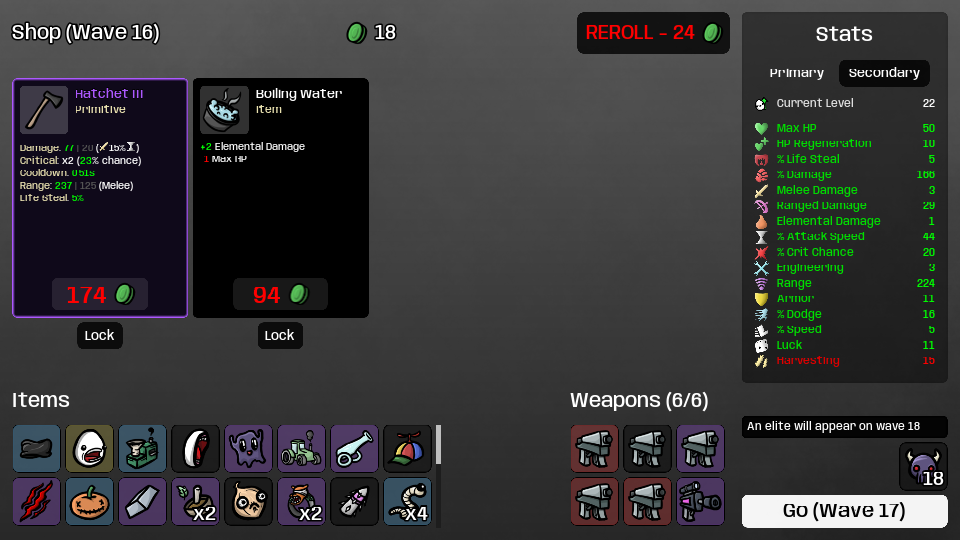 Shop (Wave 16)
18
REROLL - 24
Hatchet III
Primitive
Damage: 77 | 20 (15%)
Critical: x2 (23% chance)
Cooldown: 0.51s
Range: 237 | 125 (Melee)
Life Steal: 5%
174
Lock
Boiling Water
Item
+2 Elemental Damage
-1 Max HP
94
Lock
Stats
Primary
Secondary
Current Level 22
Max HP 50
HP Regeneration 10
% Life Steal 5
% Damage 166
Melee Damage 3
Ranged Damage 29
Elemental Damage 1
% Attack Speed 44
% Crit Chance 20
Engineering 3
Range 224
Armor 11
% Dodge 16
% Speed 5
Luck 11
Harvesting 15
Items
x2
x2
x4
Weapons (6/6)
An elite will appear on wave 18
18
Go (Wave 17)